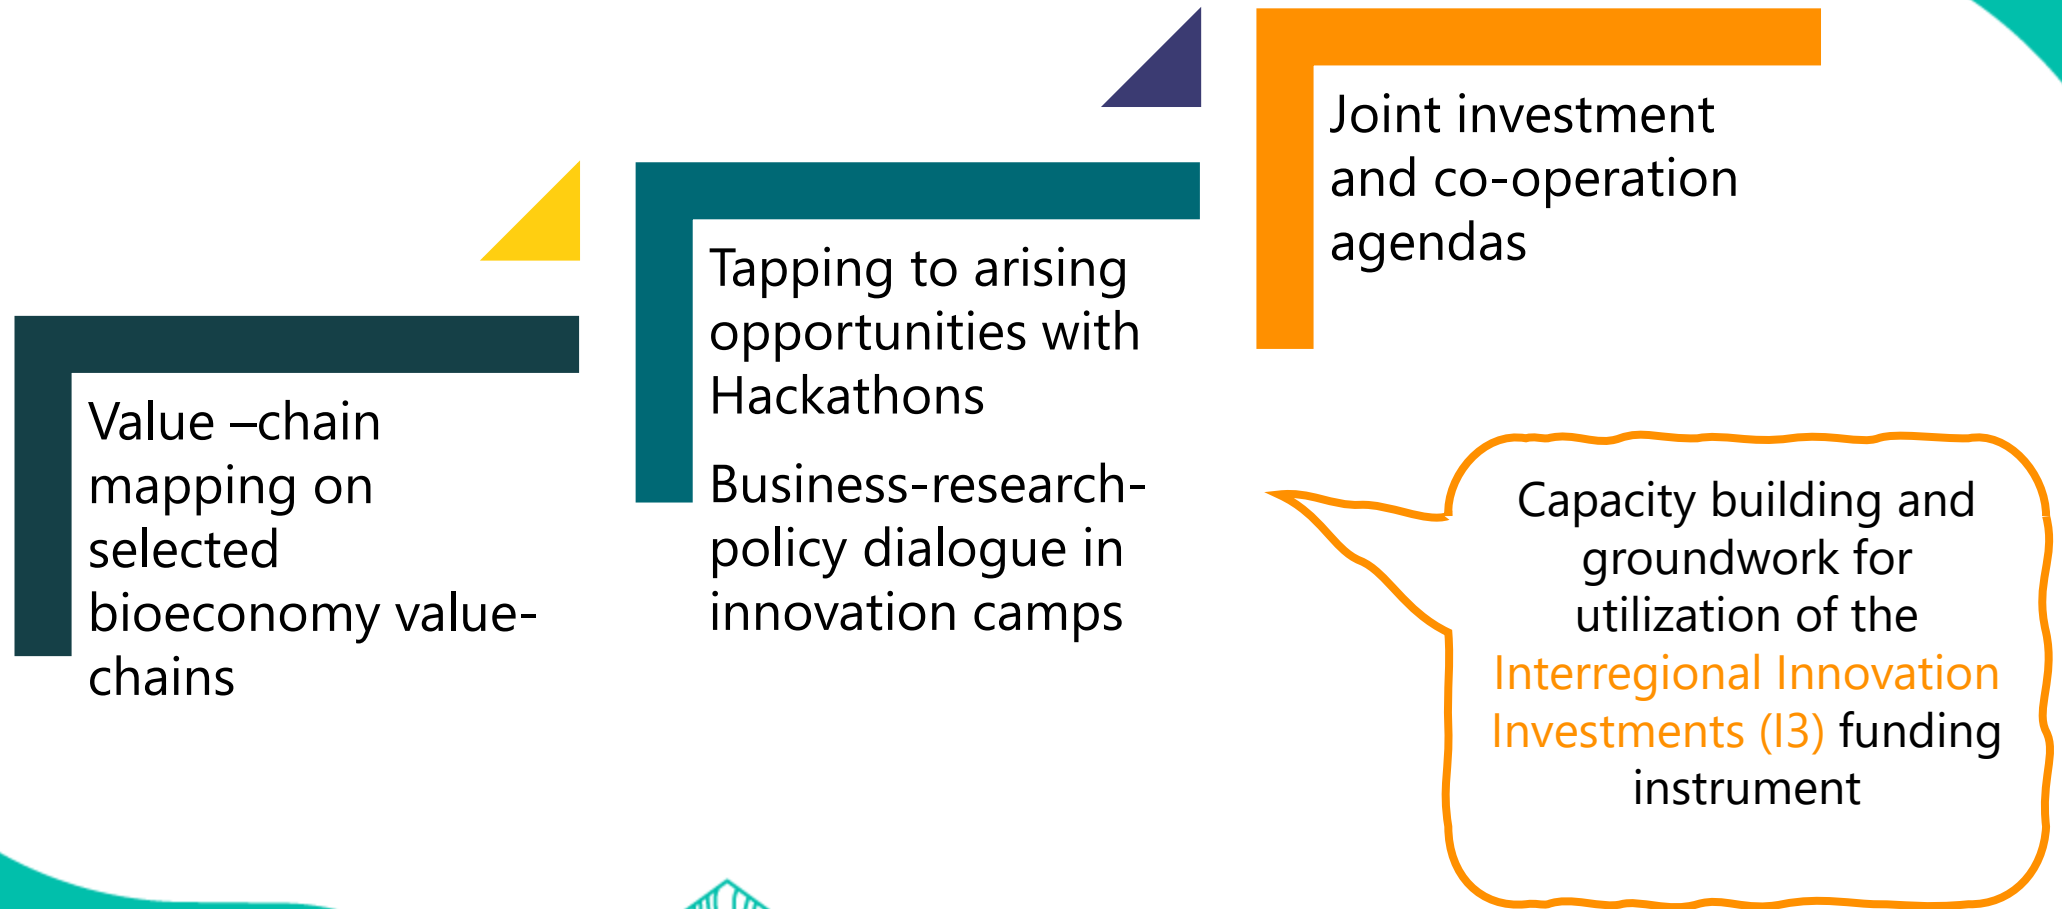 Value –chain
mapping on
selected
bioeconomy value-
chains
Tapping to arising
opportunities with
Hackathons
Business-research-
policy dialogue in
innovation camps
Joint investment
and co-operation
agendas
Capacity building and
groundwork for
utilization of the
Interregional Innovation
Investments (I3) funding
instrument